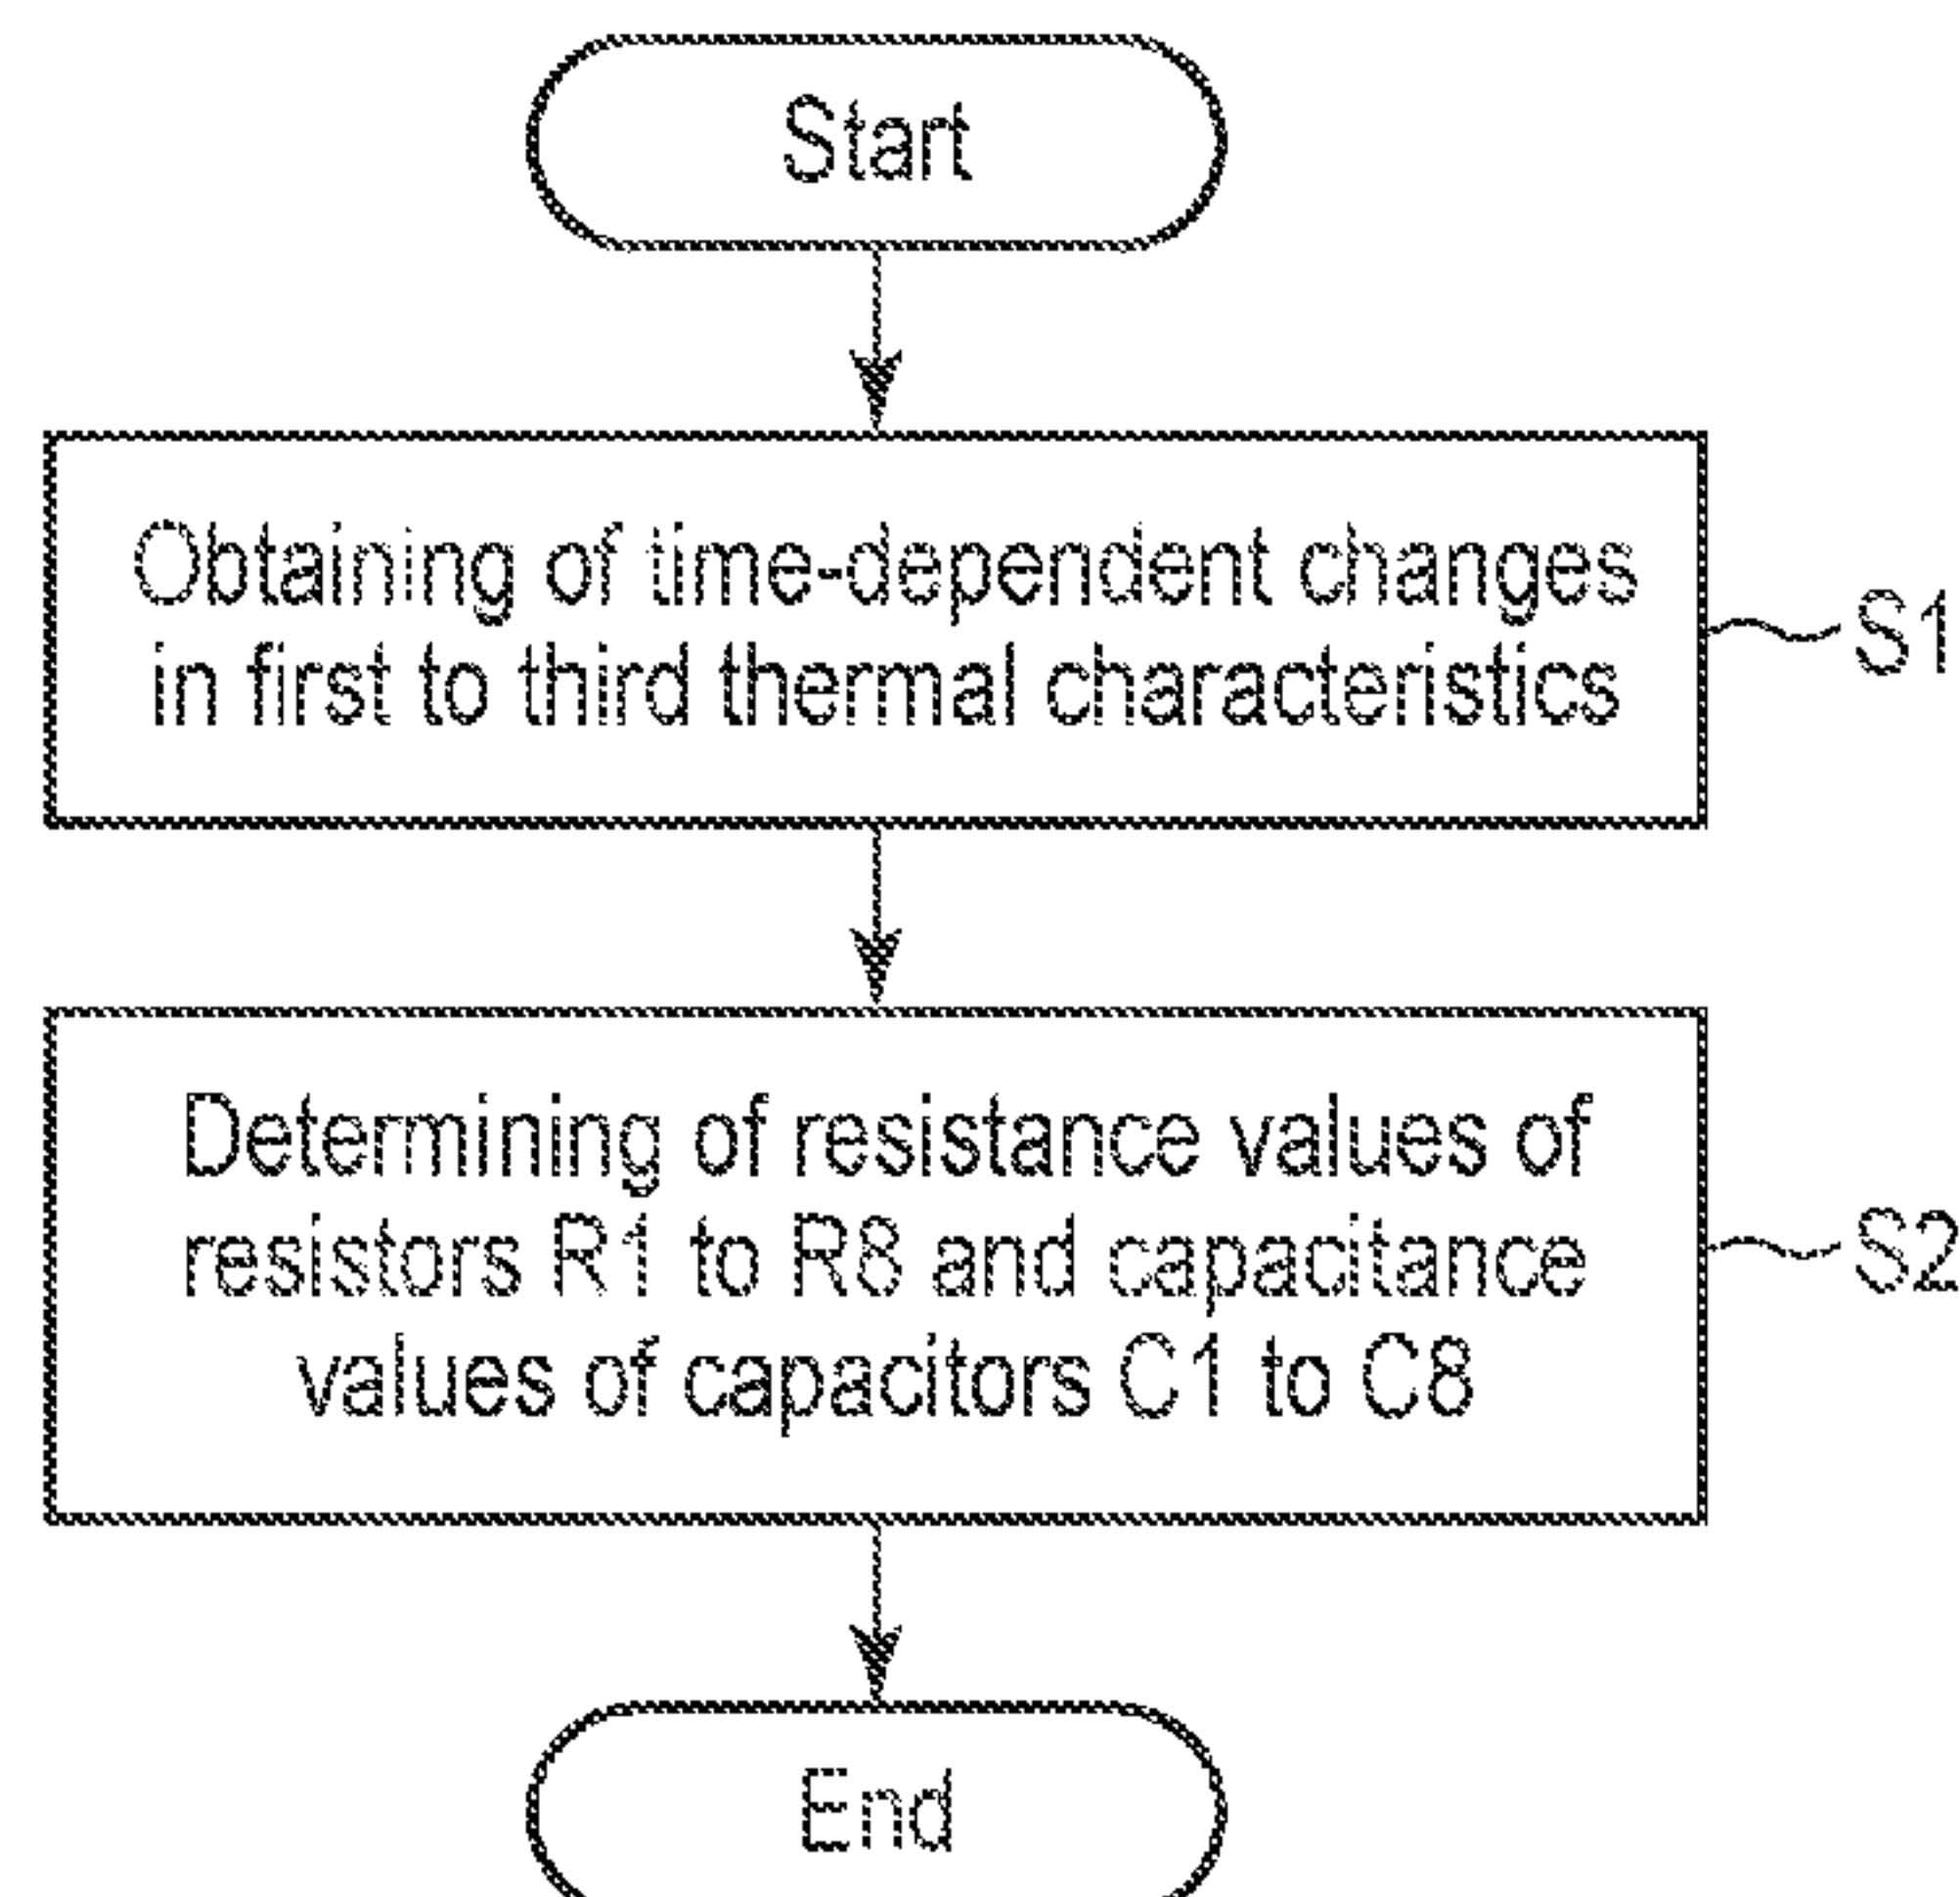 Start
Obtaining of time-dependent changes
in first to third thermal characteristics
S1
Determining of resistance values of
resistors R1 to R8 and capacitance
values of capacitors C1 to C8
S2
End